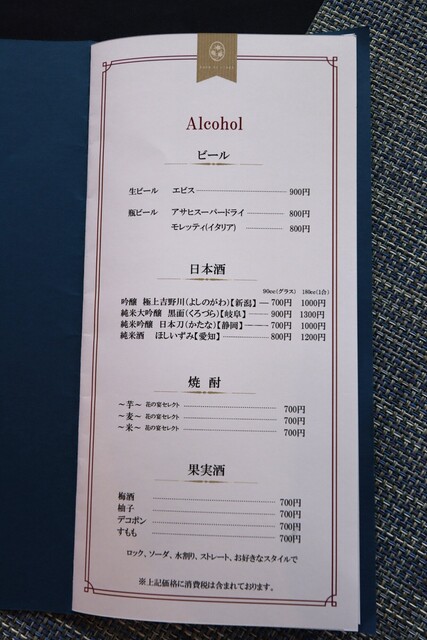 Alcohol
ビール
生ビール エビス 900円
瓶ビール アサヒスーパードライ 800円
モレッティ(イタリア) 800円
日本酒
90cc(グラス) 180cc(1合)
吟醸 極上吉野川(よしのがわ)【新潟】 700円 1000円
純米大吟醸 黒面(くろづら)【岐阜】 900円 1300円
純米吟醸 日本刀(かたな)【静岡】 700円 1000円
純米酒 ほしいずみ【愛知】 800円 1200円
焼酎
～芋～ 花の宴セレクト 700円
～麦～ 花の宴セレクト 700円
～米～ 花の宴セレクト 700円
果実酒
梅酒 700円
柚子 700円
デコポン 700円
すもも 700円
ロック、ソーダ、水割り、ストレート、お好きなスタイルで
※上記価格に消費税は含まれております。